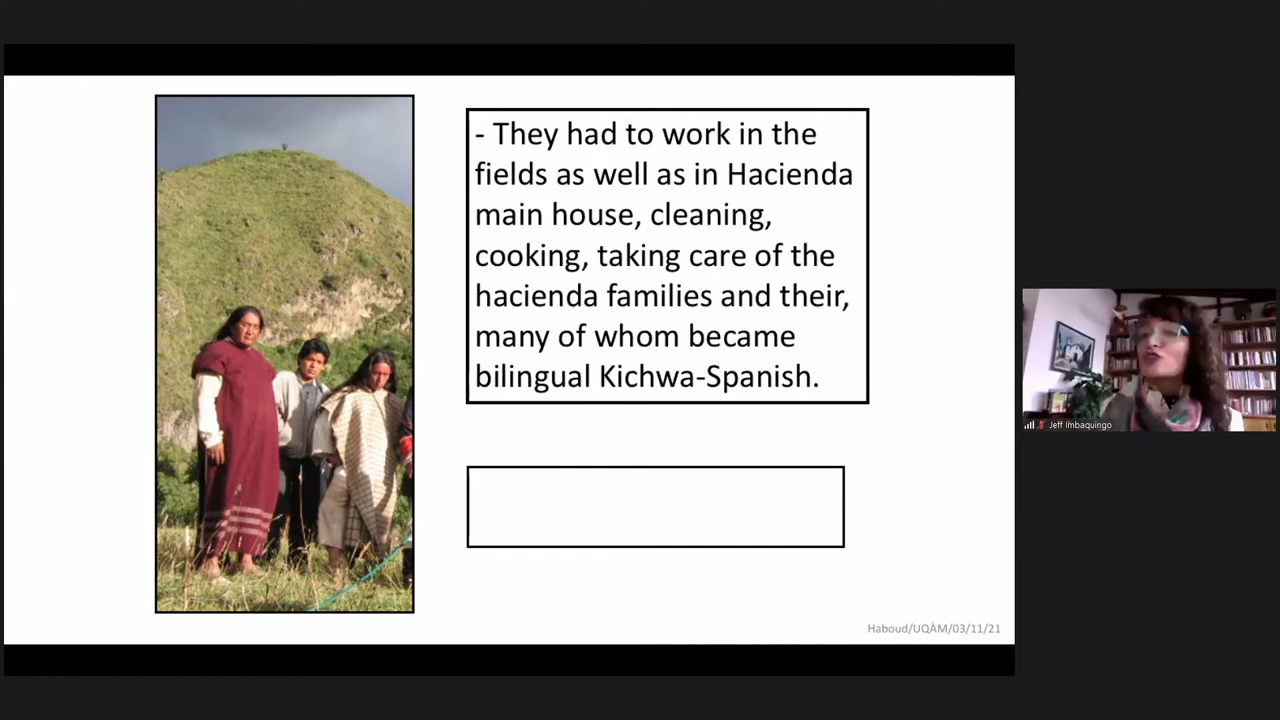 - They had to work in the
fields as well as in Hacienda
main house, cleaning,
cooking, taking care of the
hacienda families and their,
many of whom became
bilingual Kichwa-Spanish.
Haboud/UQÀM/03/11/21
Jeff Imbaquingo